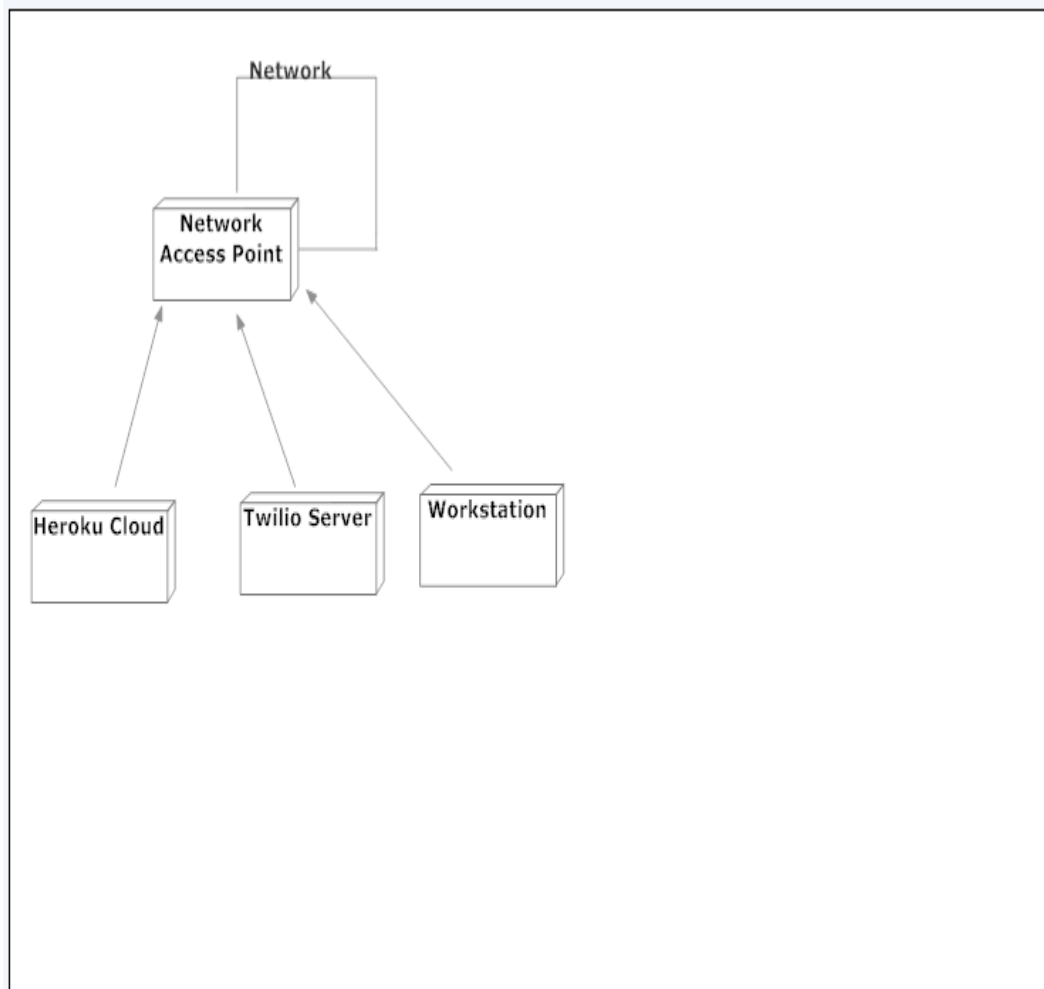 Network
Network
Access Point
Heroku Cloud
Twilio Server
Workstation